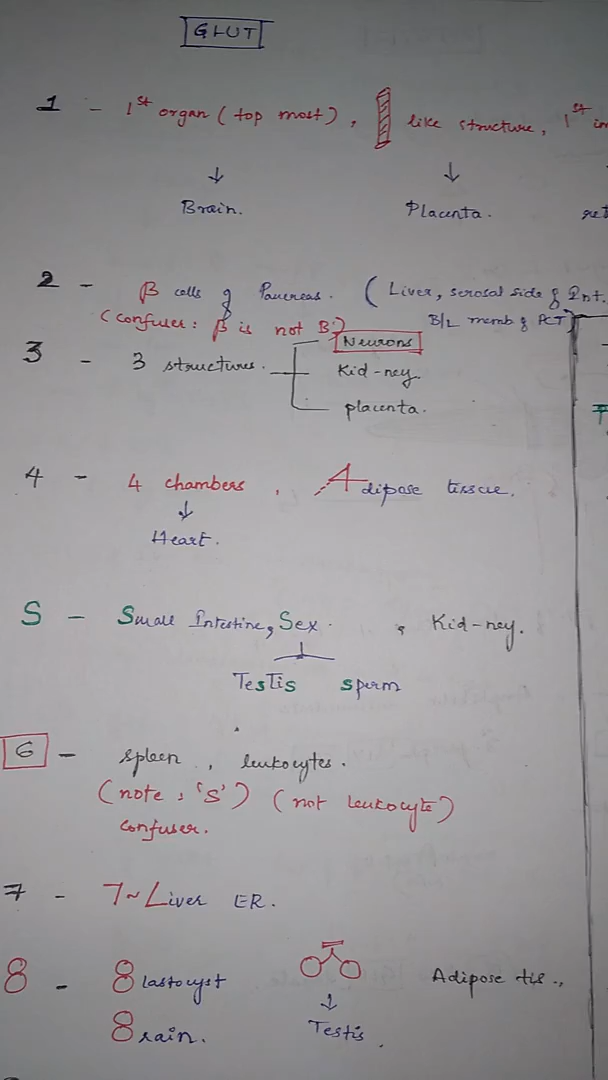 GLUT
1 - 1st organ (top most), like structure, 1st
Brain. Placenta.
2 - β cells of Pancreas. (Liver, serosal side of Int.
(confuser: β is not B:) B/L memb of PCT)
3 - 3 structures. Neurons
Kid-ney.
placenta.
4 - 4 chambers, Adipose tissue.
Heart.
S - Small Intestine, Sex. , Kid-ney.
Testis Sperm
6 - spleen, leukocytes.
(note, 'S') (not leukocyte)
confuser.
7 - 7~Liver ER.
8 - 8lastocyst Adipose tis..
8rain. Testis.